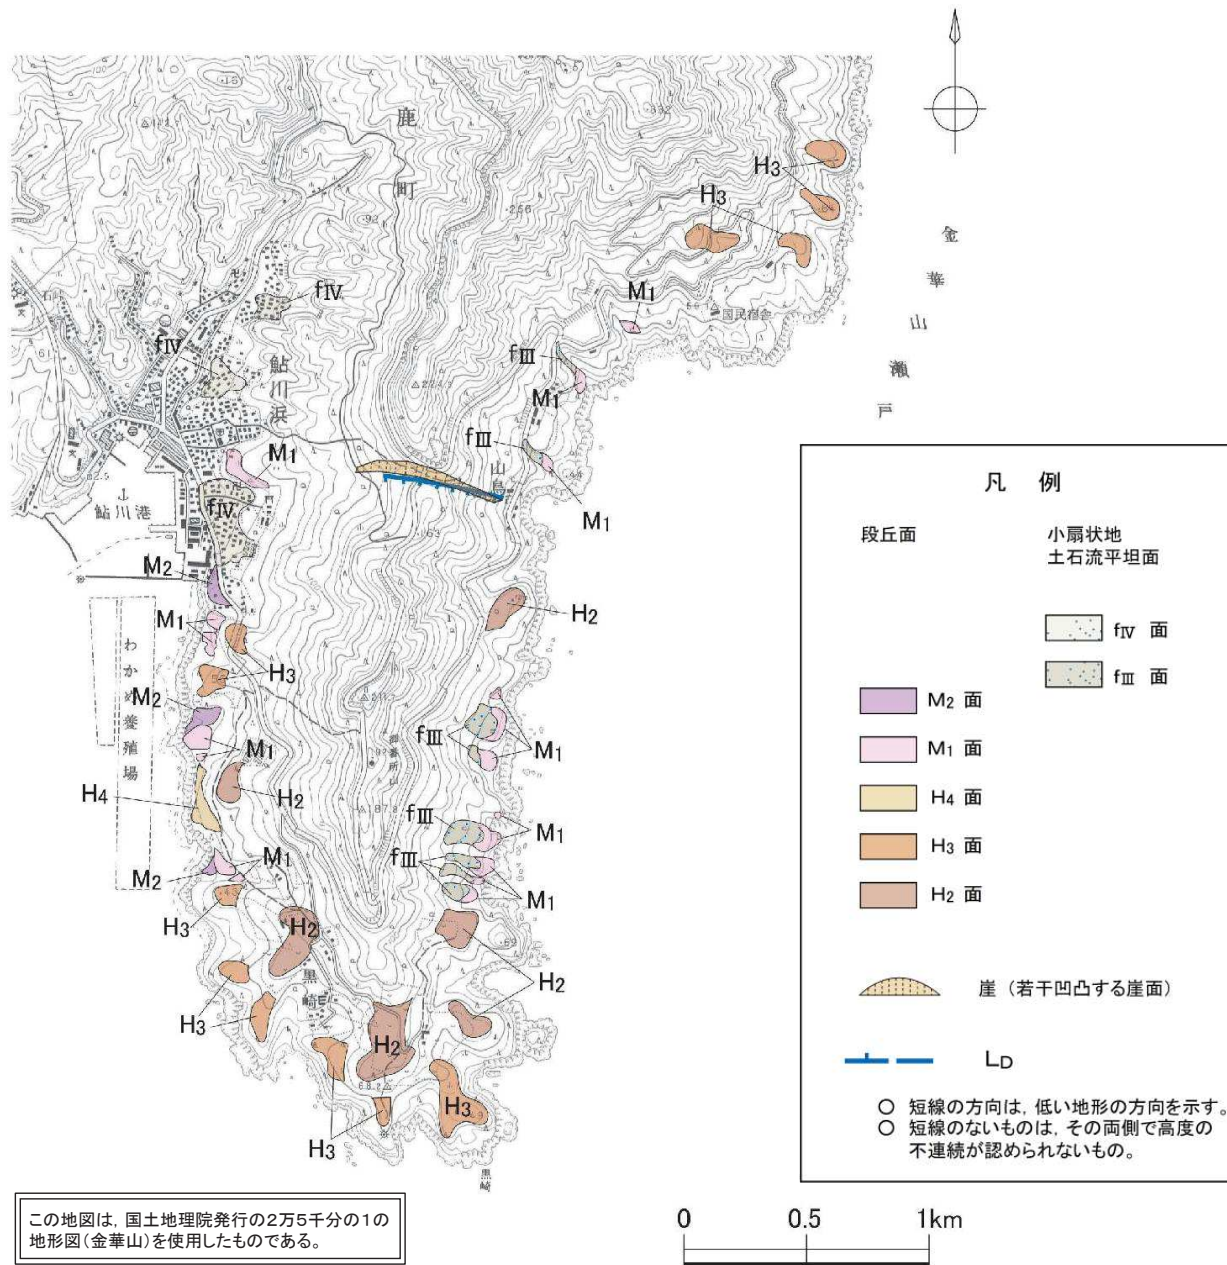 鹿
町
H3
H3
金
華
山
瀬
戸
M1
国民宿舎
fⅣ
fⅣ
鮎
川
浜
fⅢ
M1
fⅢ
M1
山
鳥
M1
fⅣ
鮎川港
M2
・163
M1
H3
H2
わ
か
め
養
殖
場
M2
M1
fⅢ
M1
H4
H2
fⅢ
M1
fⅢ
M1
M2
M1
H3
H2
H2
黒
崎
H3
H2
H3
H3
黒
崎
凡 例
段丘面
小扇状地
土石流平坦面
fⅣ 面
fⅢ 面
M2 面
M1 面
H4 面
H3 面
H2 面
崖 (若干凹凸する崖面)
LD
○ 短線の方向は, 低い地形の方向を示す。
○ 短線のないものは, その両側で高度の
不連続が認められないもの。
この地図は, 国土地理院発行の2万5千分の1の
地形図(金華山)を使用したものである。
0 0.5 1km